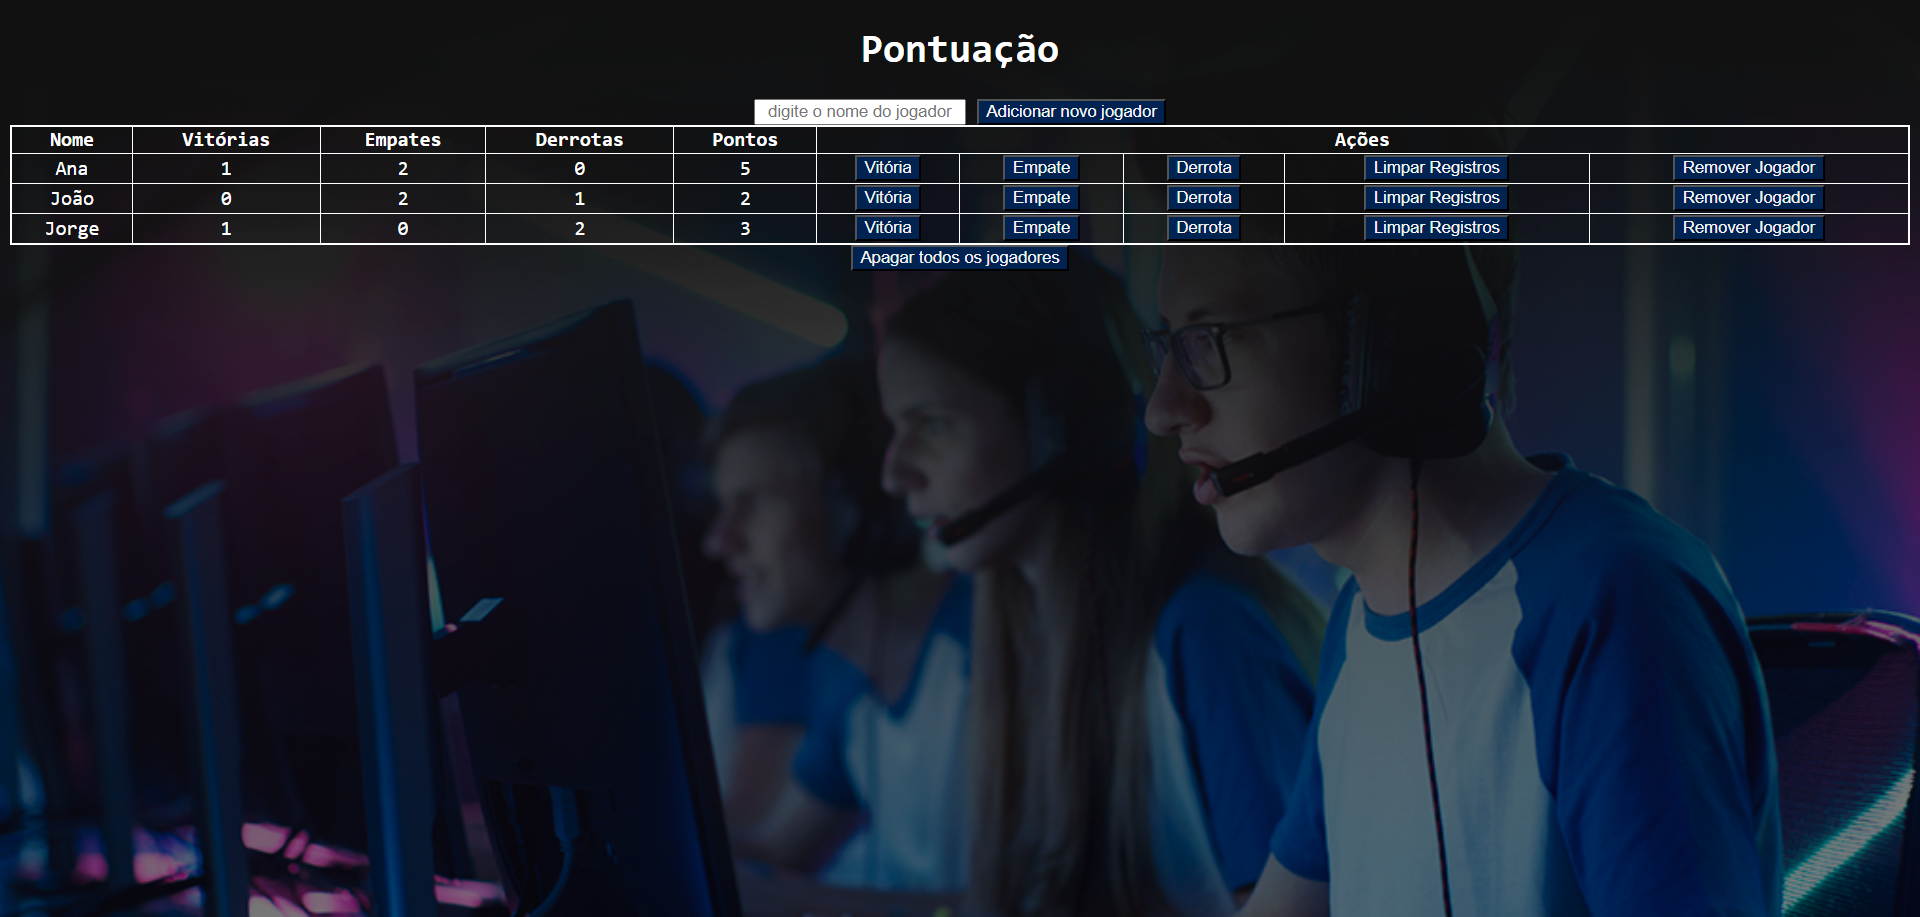 Pontuação
digite o nome do jogador Adicionar novo jogador
Nome Vitórias Empates Derrotas Pontos Ações
Ana 1 2 0 5 Vitória Empate Derrota Limpar Registros Remover Jogador
João 0 2 1 2 Vitória Empate Derrota Limpar Registros Remover Jogador
Jorge 1 0 2 3 Vitória Empate Derrota Limpar Registros Remover Jogador
Apagar todos os jogadores